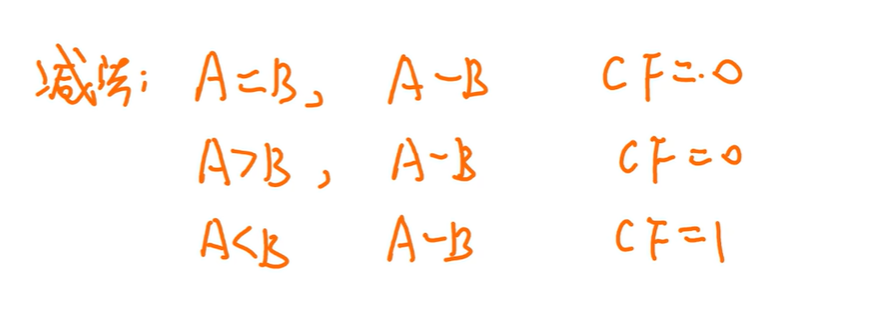 减法: A=B, A-B CF=0
A>B, A-B CF=0
A<B A-B CF=1